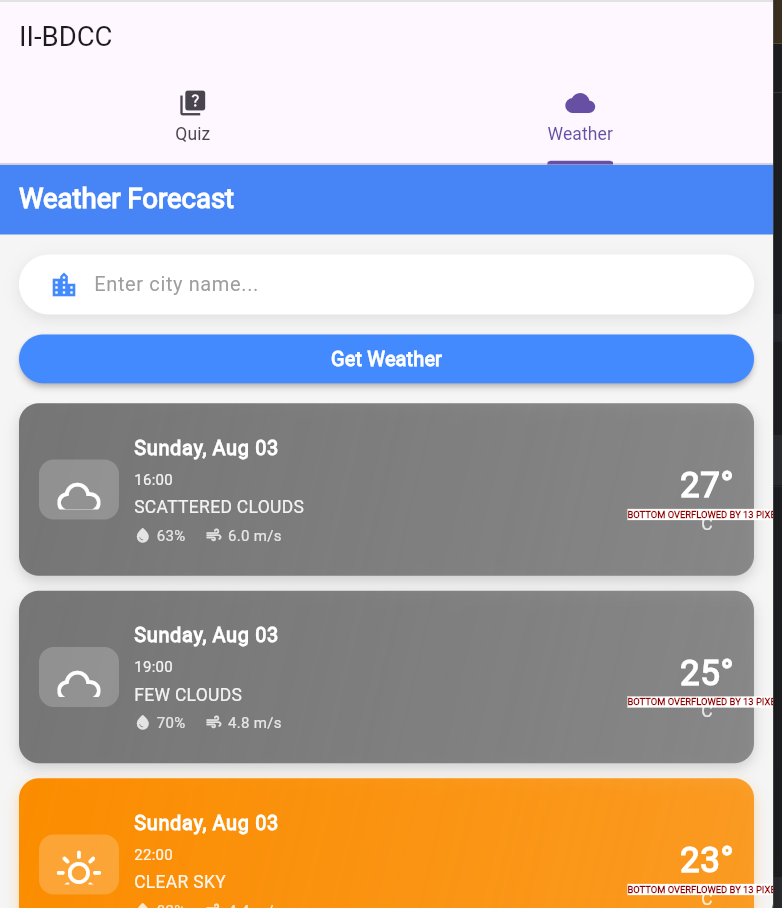 II-BDCC
Quiz
Weather
Weather Forecast
Enter city name...
Get Weather
Sunday, Aug 03
16:00
SCATTERED CLOUDS
63% 6.0 m/s
27°
BOTTOM OVERFLOWED BY 13 PIXE
C
Sunday, Aug 03
19:00
FEW CLOUDS
70% 4.8 m/s
25°
BOTTOM OVERFLOWED BY 13 PIXE
C
Sunday, Aug 03
22:00
CLEAR SKY
23°
BOTTOM OVERFLOWED BY 13 PIXE
C